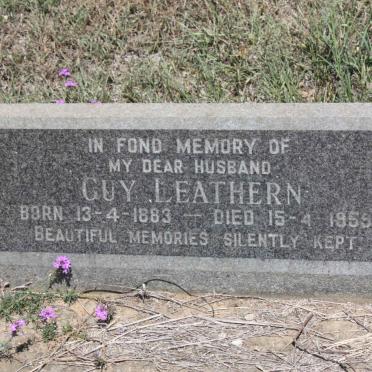 IN FOND MEMORY OF
MY DEAR HUSBAND
GUY LEATHERN
BORN 13-4-1883 — DIED 15-4 1959
BEAUTIFUL MEMORIES SILENTLY KEPT